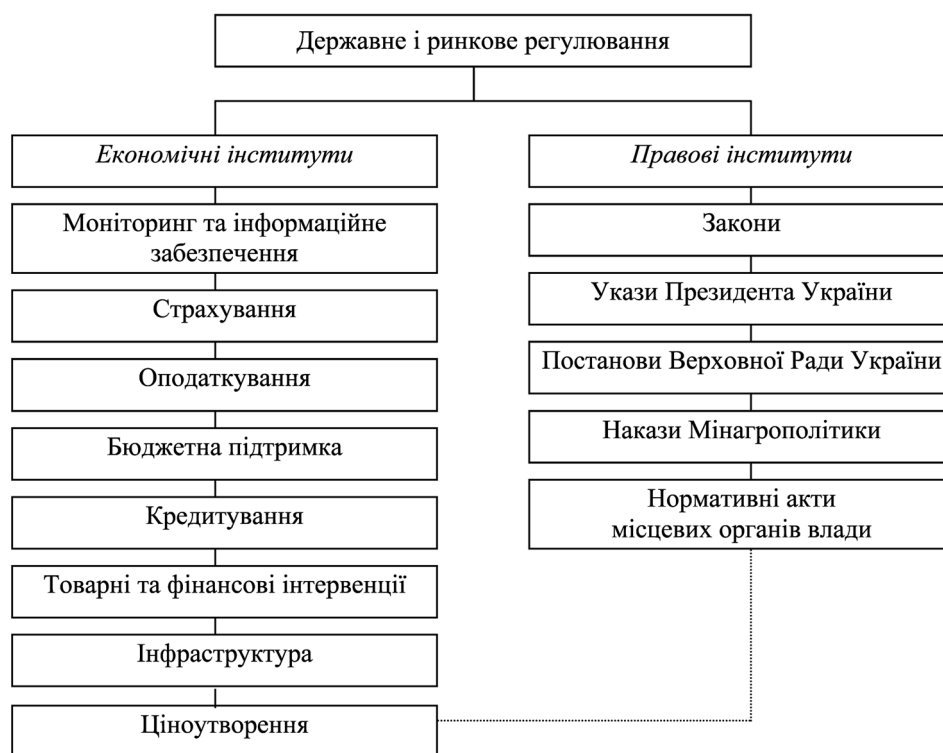 Державне і ринкове регулювання
Економічні інститути
Моніторинг та інформаційне
забезпечення
Страхування
Оподаткування
Бюджетна підтримка
Кредитування
Товарні та фінансові інтервенції
Інфраструктура
Ціноутворення
Правові інститути
Закони
Укази Президента України
Постанови Верховної Ради України
Накази Мінагрополітики
Нормативні акти
місцевих органів влади